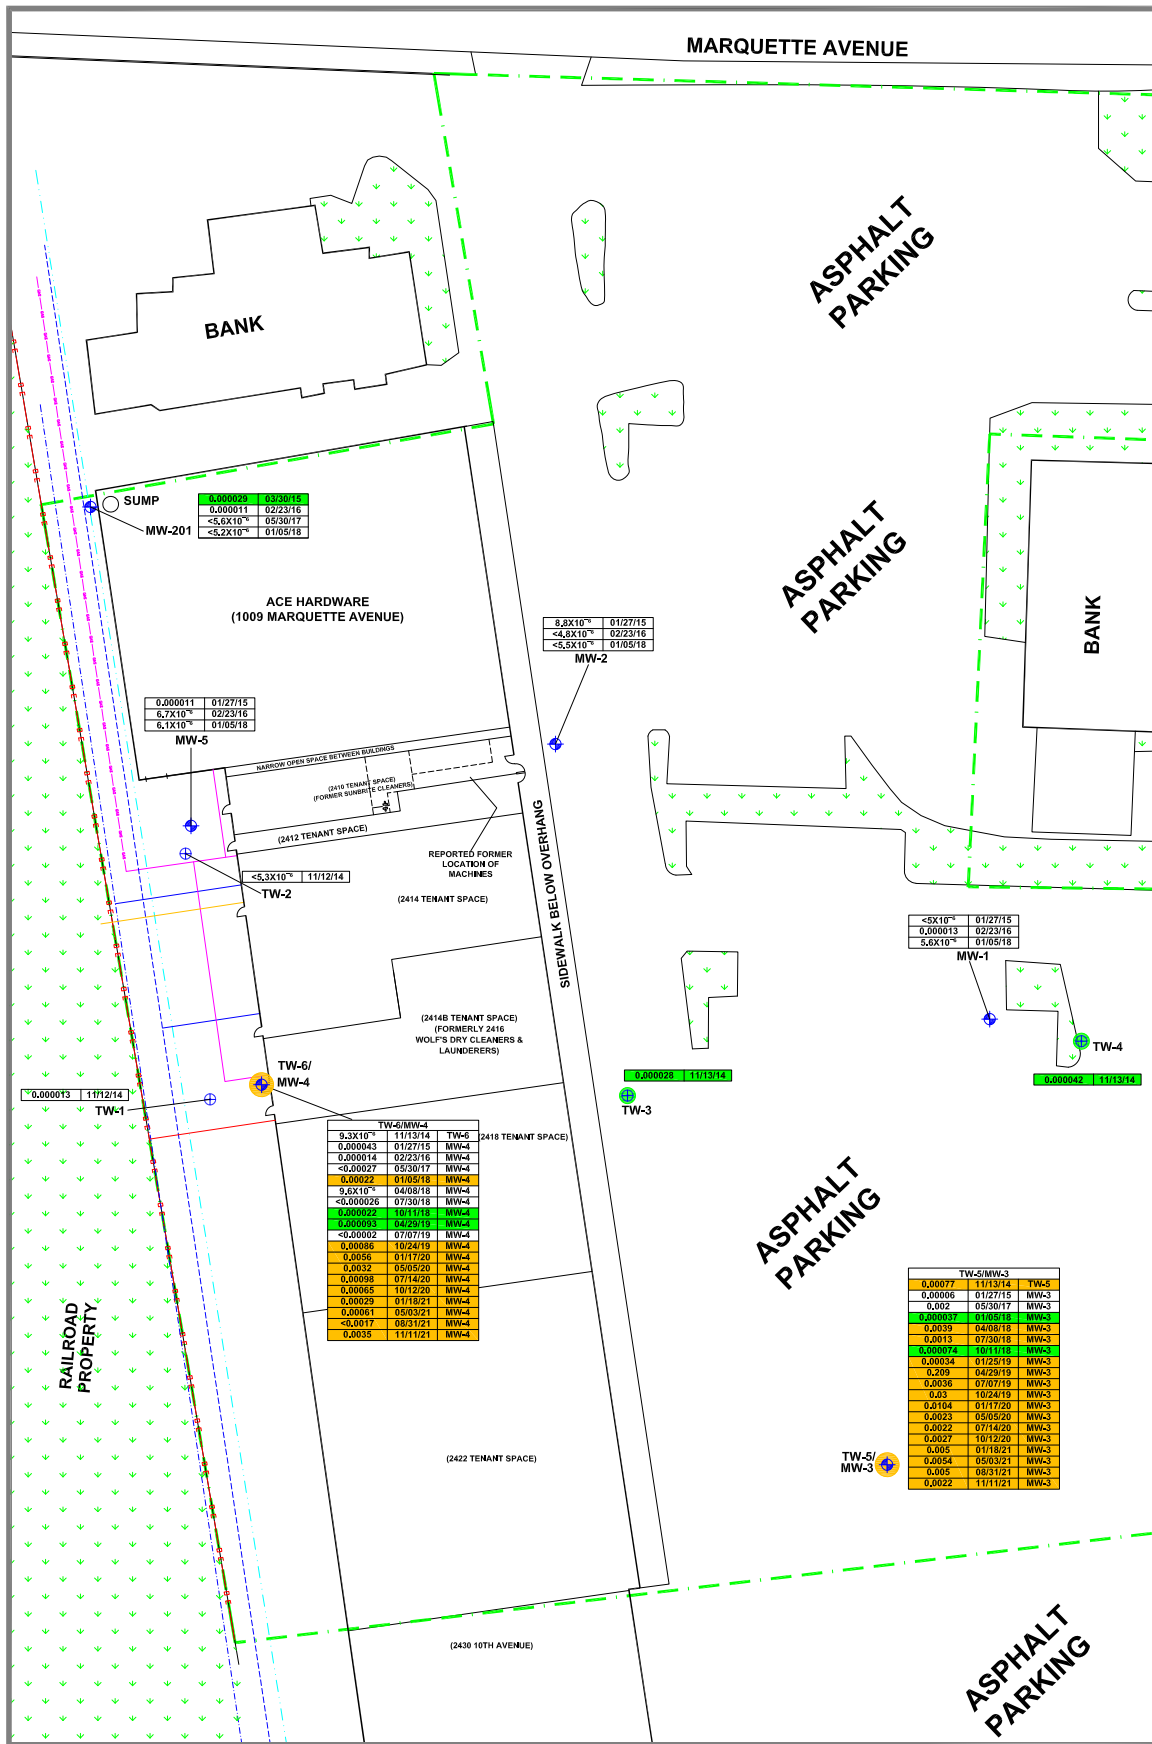 MARQUETTE AVENUE
ASPHALT
PARKING
BANK
SUMP
MW-201
0.000029 03/30/15
0.000011 02/23/16
<5.6X10⁻⁶ 05/30/17
<5.2X10⁻⁶ 01/05/18
ASPHALT
PARKING
BANK
ACE HARDWARE
(1009 MARQUETTE AVENUE)
8.8X10⁻⁶ 01/27/15
<4.8X10⁻⁶ 02/23/16
<5.5X10⁻⁶ 01/05/18
MW-2
0.000011 01/27/15
6.7X10⁻⁶ 02/23/16
6.1X10⁻⁶ 01/05/18
MW-5
NARROW OPEN SPACE BETWEEN BUILDINGS
(2410 TENANT SPACE)
(FORMER SUNBRITE CLEANERS)
(2412 TENANT SPACE)
REPORTED FORMER
LOCATION OF
MACHINES
SIDEWALK BELOW OVERHANG
<5.3X10⁻⁶ 11/12/14
TW-2
(2414 TENANT SPACE)
<5X10⁻⁶ 01/27/15
0.000013 02/23/16
5.6X10⁻⁶ 01/05/18
MW-1
(2414B TENANT SPACE)
(FORMERLY 2416
WOLF'S DRY CLEANERS &
LAUNDERERS)
TW-4
0.000042 11/13/14
0.000028 11/13/14
TW-3
TW-6/
MW-4
0.000013 11/12/14
TW-1
TW-6/MW-4
9.3X10⁻⁶ 11/13/14 TW-6
0.000043 01/27/15 MW-4
0.000014 02/23/16 MW-4
<0.00027 05/30/17 MW-4
0.00022 01/05/18 MW-4
9.6X10⁻⁶ 04/08/18 MW-4
<0.000026 07/30/18 MW-4
0.000022 10/11/18 MW-4
0.000093 04/29/19 MW-4
<0.00002 07/07/19 MW-4
0.00086 10/24/19 MW-4
0.0056 01/17/20 MW-4
0.0032 05/05/20 MW-4
0.00098 07/14/20 MW-4
0.00065 10/12/20 MW-4
0.00029 01/18/21 MW-4
0.00061 05/03/21 MW-4
<0.0017 08/31/21 MW-4
0.0035 11/11/21 MW-4
(2418 TENANT SPACE)
ASPHALT
PARKING
RAILROAD
PROPERTY
TW-5/MW-3
0.00077 11/13/14 TW-5
0.00006 01/27/15 MW-3
0.002 05/30/17 MW-3
0.000037 01/05/18 MW-3
0.0039 04/08/18 MW-3
0.0013 07/30/18 MW-3
0.000074 10/11/18 MW-3
0.00034 01/25/19 MW-3
0.209 04/29/19 MW-3
0.0036 07/07/19 MW-3
0.03 10/24/19 MW-3
0.0104 01/17/20 MW-3
0.0023 05/05/20 MW-3
0.0022 07/14/20 MW-3
0.0027 10/12/20 MW-3
0.005 01/18/21 MW-3
0.0054 05/03/21 MW-3
0.005 08/31/21 MW-3
0.0022 11/11/21 MW-3
TW-5/
MW-3
(2422 TENANT SPACE)
(2430 10TH AVENUE)
ASPHALT
PARKING